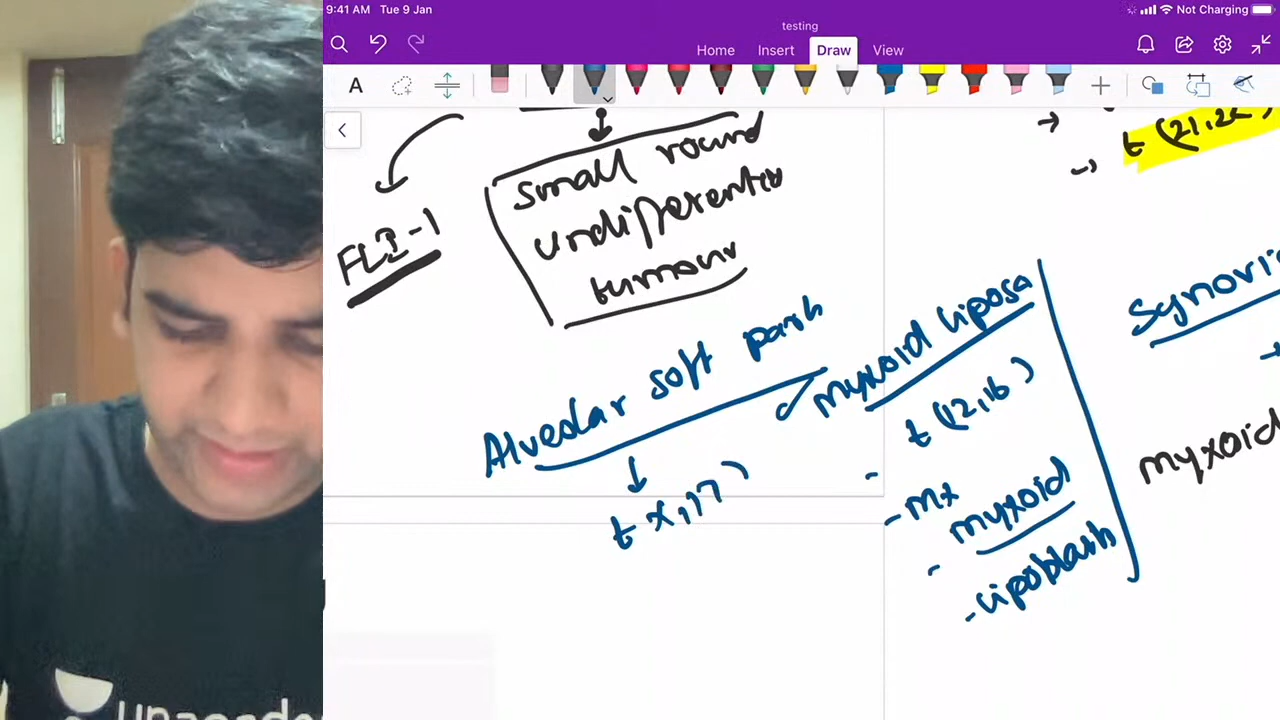 9:41 AM Tue 9 Jan
Not Charging
testing
Home Insert Draw View
A
FLI-1
small round
undifferentia
tumour
t (21,22)
Alveolar soft parts
t x,17)
myxoid liposa
t (12,16)
- Mx
myxoid
- lipoblasts
Synovi
myxoid